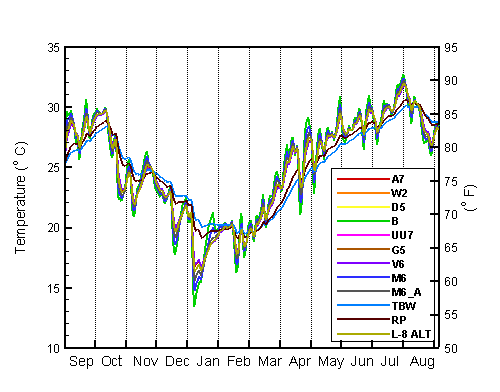 35
30
25
20
15
10
Temperature (° C)
95
90
85
80
75
70
65
60
55
50
(° F)
A7
W2
D5
B
UU7
G5
V6
M6
M6_A
TBW
RP
L-8 ALT
Sep Oct Nov Dec Jan Feb Mar Apr May Jun Jul Aug